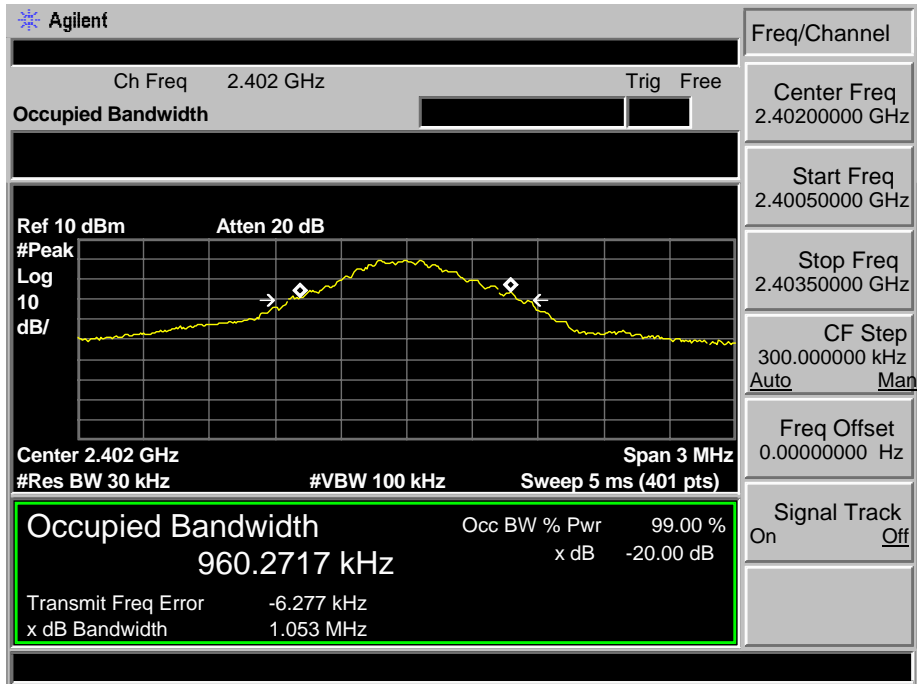 Agilent
Freq/Channel
Ch Freq 2.402 GHz Trig Free
Occupied Bandwidth
Center Freq
2.40200000 GHz
Start Freq
2.40050000 GHz
Stop Freq
2.40350000 GHz
CF Step
300.000000 kHz
Auto Man
Freq Offset
0.00000000 Hz
Signal Track
On Off
Ref 10 dBm Atten 20 dB
#Peak
Log
10
dB/
Center 2.402 GHz Span 3 MHz
#Res BW 30 kHz #VBW 100 kHz Sweep 5 ms (401 pts)
Occupied Bandwidth Occ BW % Pwr 99.00 %
960.2717 kHz x dB -20.00 dB
Transmit Freq Error -6.277 kHz
x dB Bandwidth 1.053 MHz